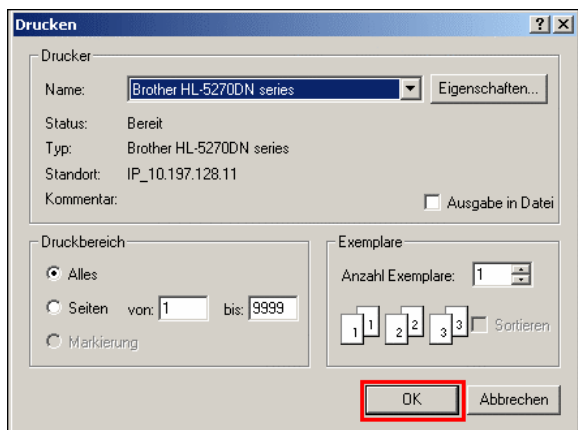 Drucken
Drucker
Name: Brother HL-5270DN series Eigenschaften...
Status: Bereit
Typ: Brother HL-5270DN series
Standort: IP_10.197.128.11
Kommentar: Ausgabe in Datei
Druckbereich
Alles
Seiten von: 1 bis: 9999
Markierung
Exemplare
Anzahl Exemplare: 1
1 1 2 2 3 3 Sortieren
OK Abbrechen